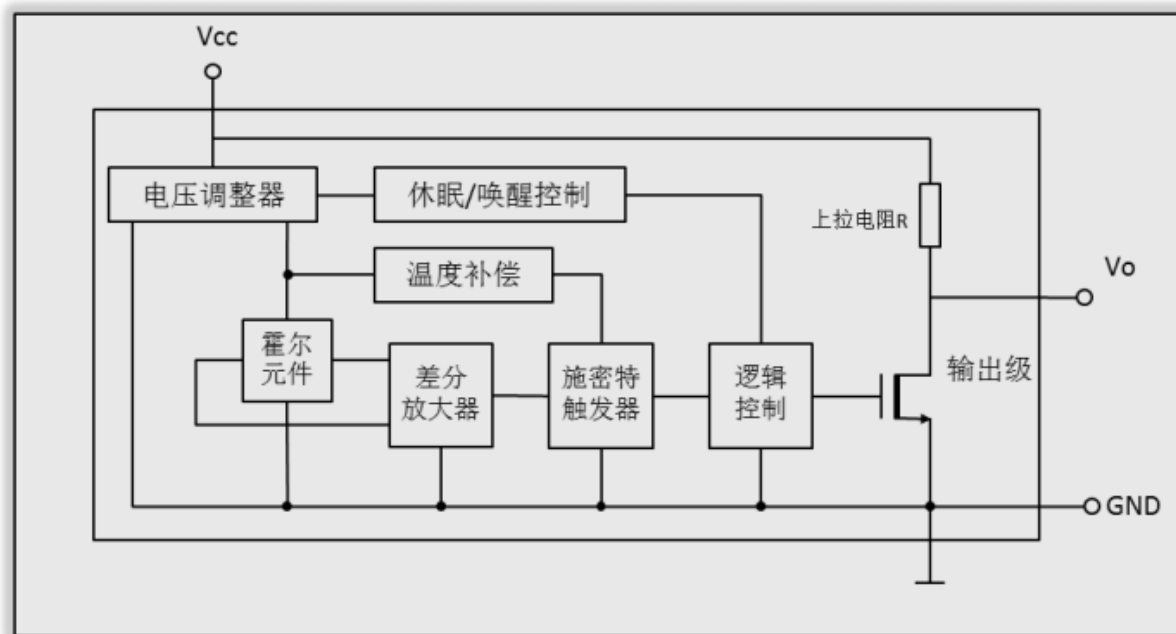 Vcc
电压调整器
休眠/唤醒控制
上拉电阻R
温度补偿
Vo
霍尔
元件
差分
放大器
施密特
触发器
逻辑
控制
输出级
GND